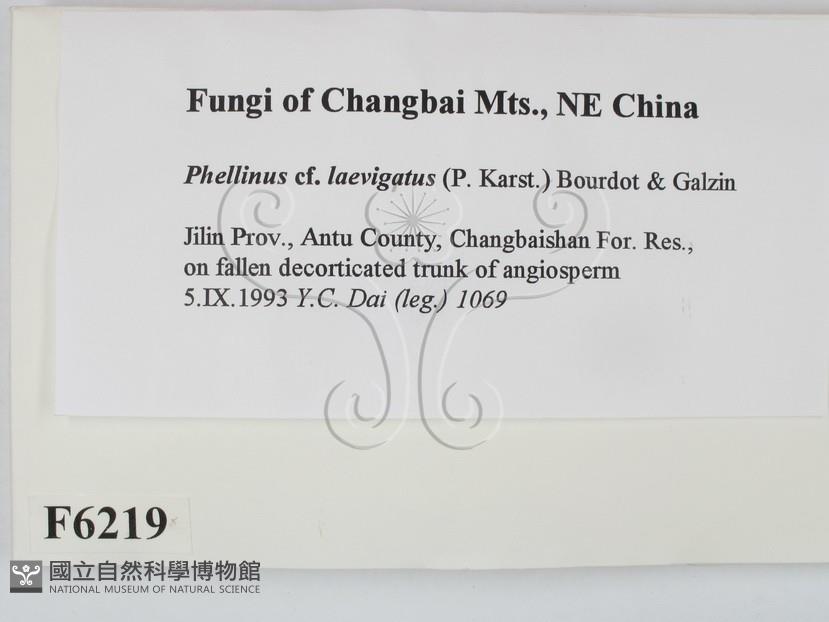 Fungi of Changbai Mts., NE China
Phellinus cf. laevigatus (P. Karst.) Bourdot & Galzin
Jilin Prov., Antu County, Changbaishan For. Res.,
on fallen decorticated trunk of angiosperm
5.IX.1993 Y.C. Dai (leg.) 1069
F6219
國立自然科學博物館
NATIONAL MUSEUM OF NATURAL SCIENCE